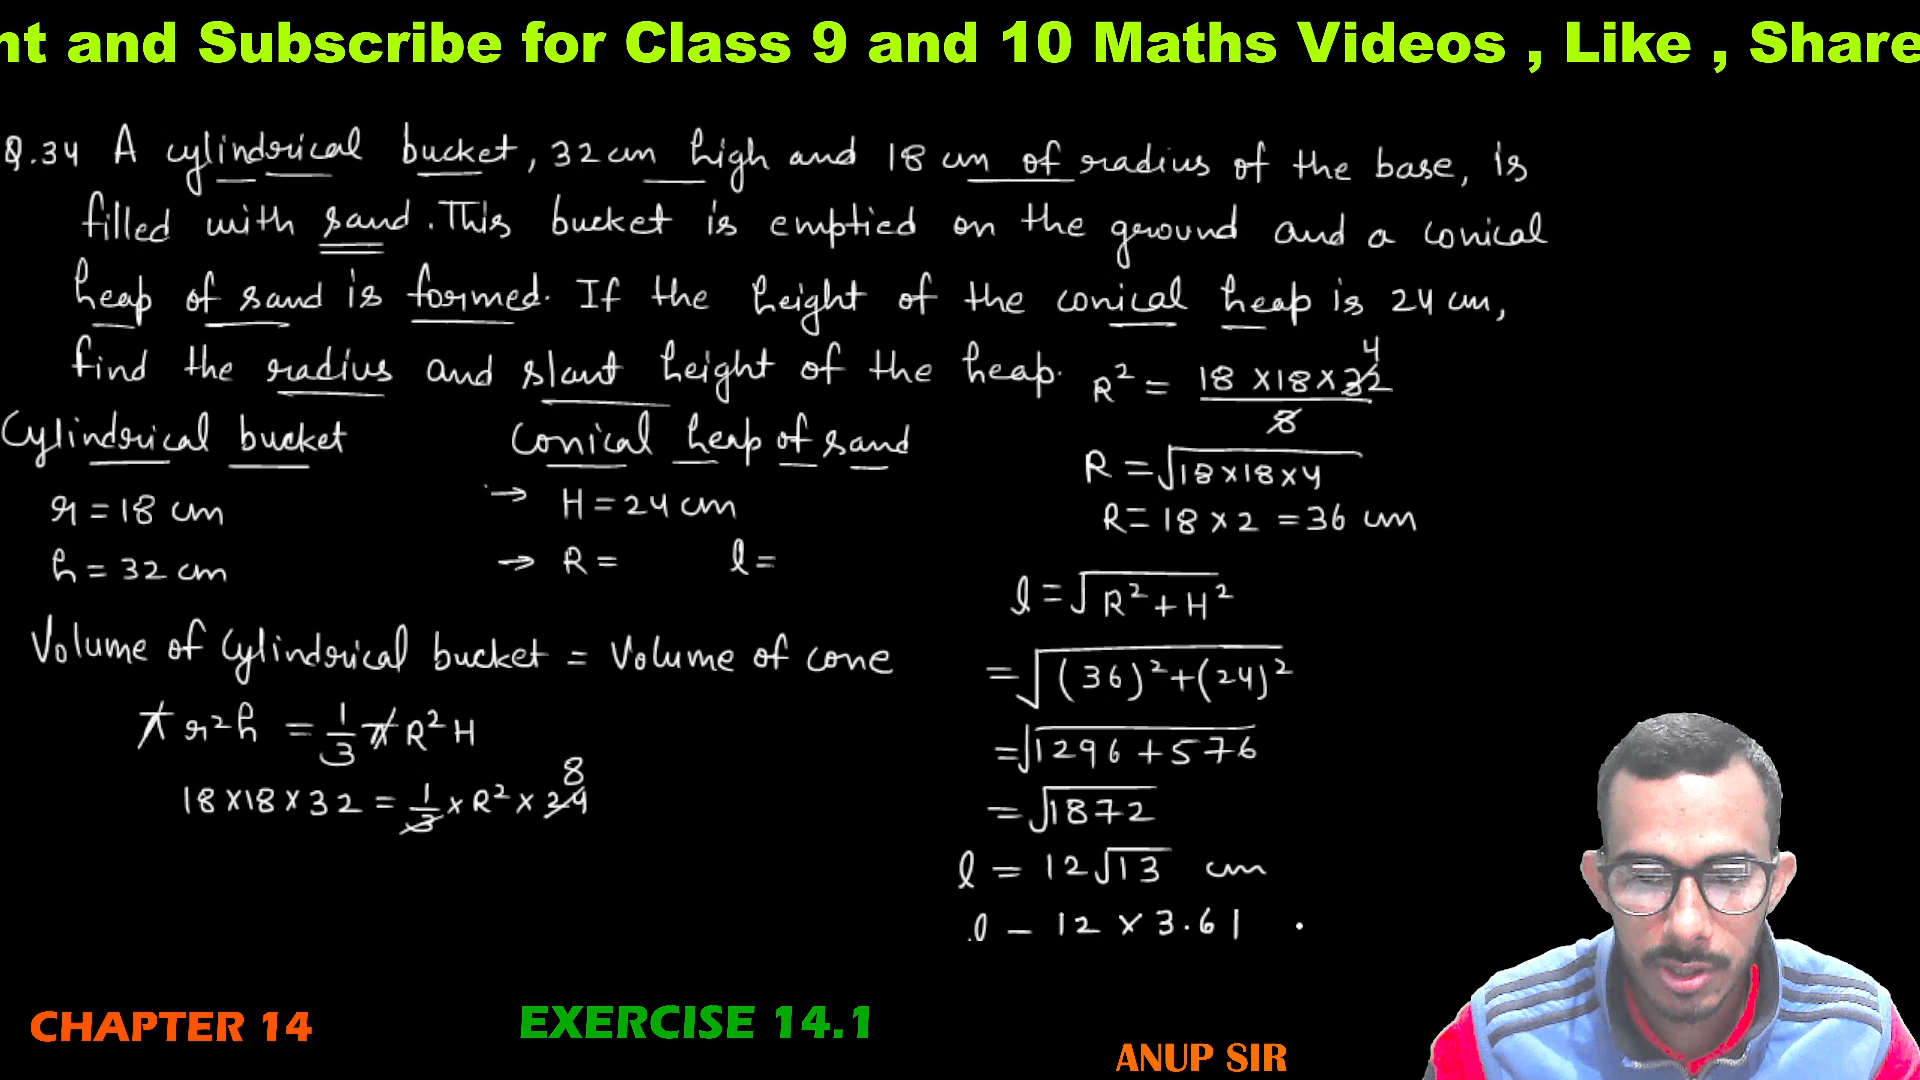 nt and Subscribe for Class 9 and 10 Maths Videos , Like , Share
Q.34 A cylindrical bucket, 32 cm high and 18 cm of radius of the base, is
filled with sand. This bucket is emptied on the ground and a conical
heap of sand is formed. If the height of the conical heap is 24 cm,
find the radius and slant height of the heap.
Cylindrical bucket
r = 18 cm
h = 32 cm
Conical heap of sand
→ H = 24 cm
→ R =   l =
Volume of Cylindrical bucket = Volume of cone
π r²h = 1/3 π R² H
18 × 18 × 32 = 1/3 × R² × 24 8
R² = 18 × 18 × 32 4 / 8
R = √18×18×4
R = 18 × 2 = 36 cm
l = √R² + H²
= √(36)² + (24)²
= √1296 + 576
= √1872
l = 12√13 cm
l - 12 × 3.61
CHAPTER 14
EXERCISE 14.1
ANUP SIR